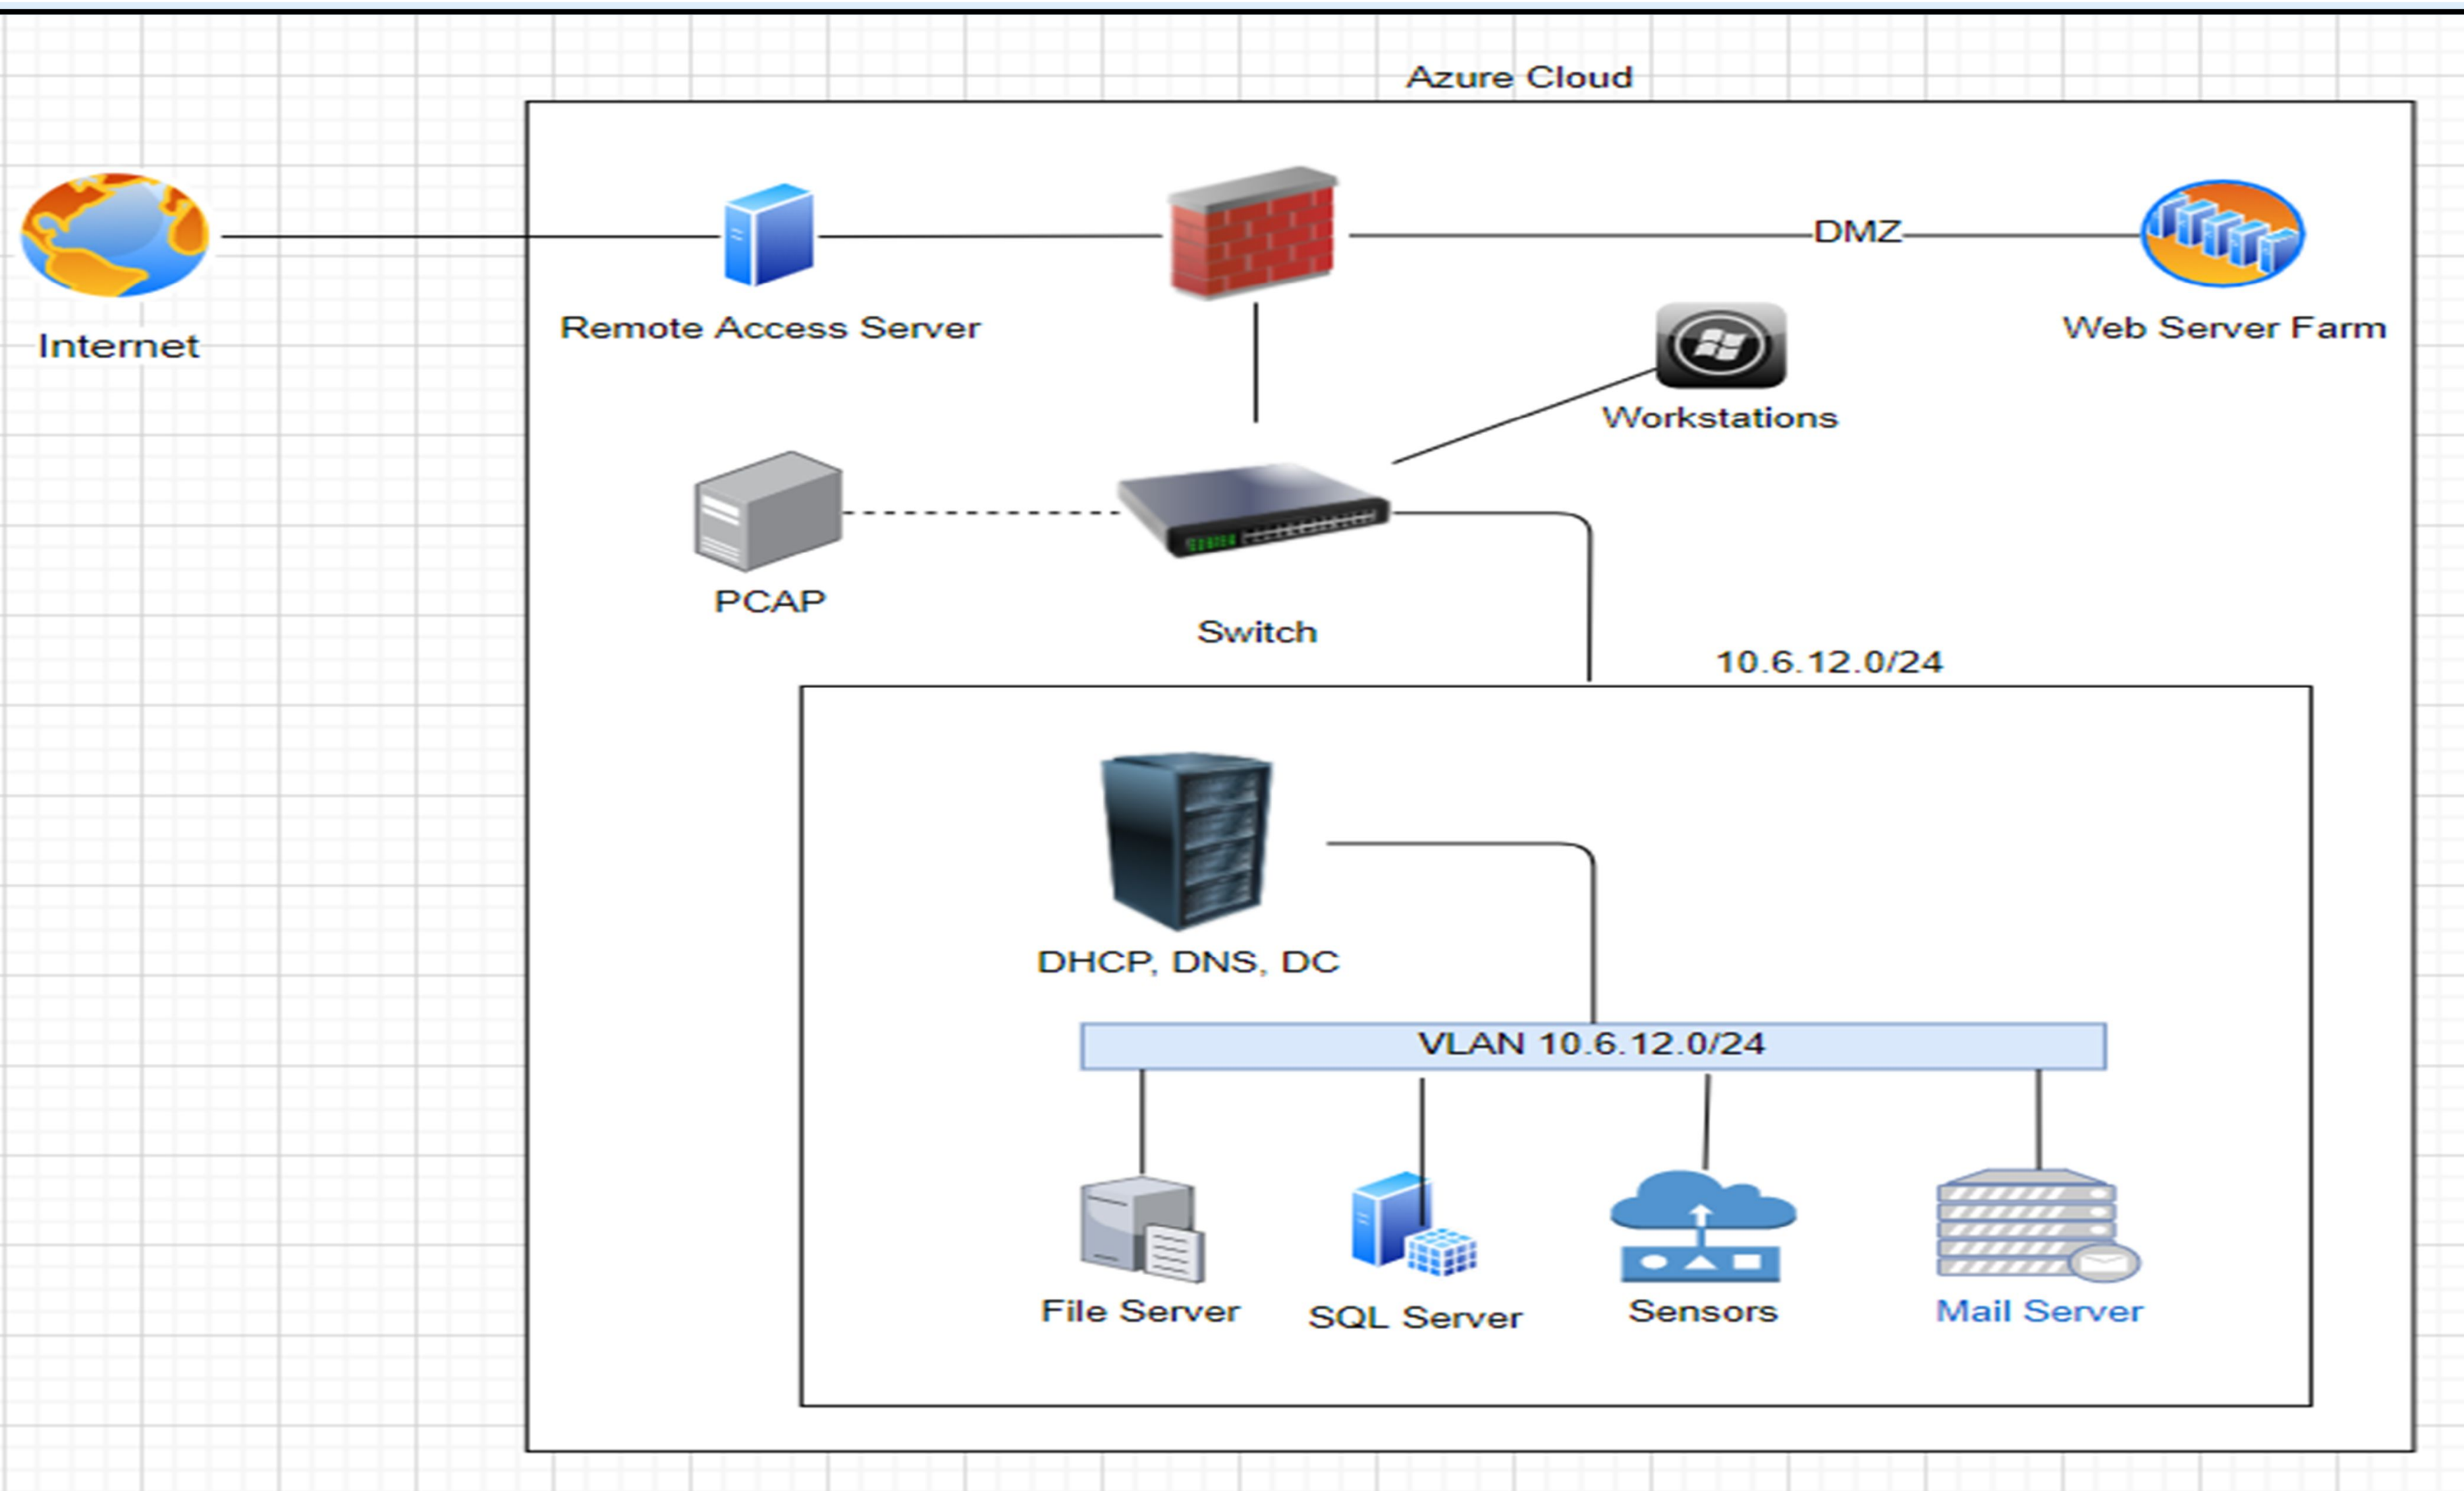 Azure Cloud
DMZ
Internet
Remote Access Server
Web Server Farm
Workstations
PCAP
Switch
10.6.12.0/24
DHCP, DNS, DC
VLAN 10.6.12.0/24
File Server
SQL Server
Sensors
Mail Server